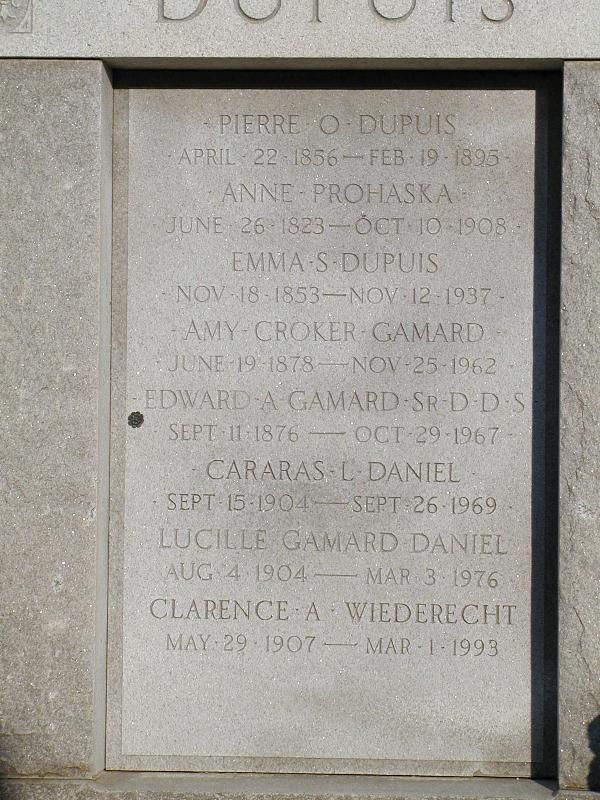 DUPUIS
· PIERRE · O · DUPUIS ·
· APRIL · 22 · 1856 — FEB · 19 · 1895 ·
· ANNE · PROHASKA ·
· JUNE · 26 · 1823 — OCT · 10 · 1908 ·
EMMA · S · DUPUIS
· NOV · 18 · 1853 — NOV · 12 · 1937 ·
· AMY · CROKER · GAMARD ·
· JUNE · 19 · 1878 — NOV · 25 · 1962 ·
· EDWARD · A · GAMARD · SR · D · D · S
· SEPT · 11 · 1876 — OCT · 29 · 1967 ·
· CARARAS · L · DANIEL ·
· SEPT · 15 · 1904 — SEPT · 26 · 1969 ·
LUCILLE GAMARD DANIEL
AUG · 4 · 1904 — MAR · 3 · 1976
CLARENCE · A · WIEDERECHT
MAY · 29 · 1907 — MAR · 1 · 1993